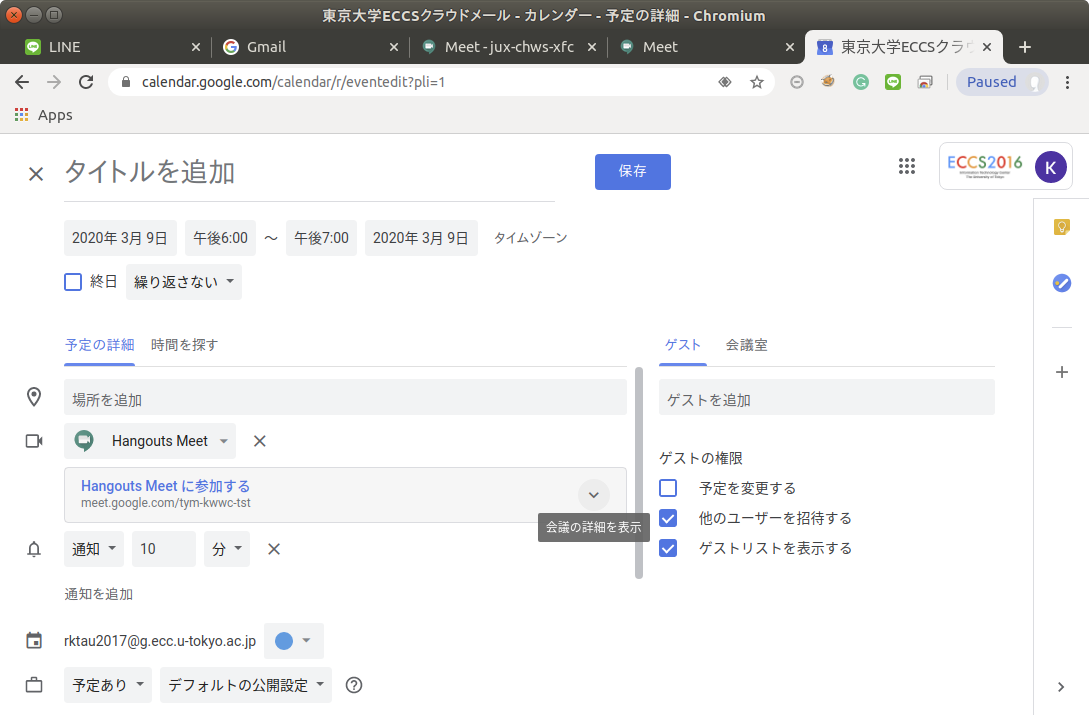 東京大学ECCSクラウドメール - カレンダー - 予定の詳細 - Chromium
LINE
Gmail
Meet - jux-chws-xfc
Meet
東京大学ECCSクラウ
calendar.google.com/calendar/r/eventedit?pli=1
Paused
Apps
タイトルを追加
保存
ECCS2016
Information Technology Center
The University of Tokyo
K
2020年 3月 9日 午後6:00 ～ 午後7:00 2020年 3月 9日 タイムゾーン
終日 繰り返さない
予定の詳細 時間を探す
ゲスト 会議室
場所を追加
ゲストを追加
Hangouts Meet
ゲストの権限
Hangouts Meet に参加する
meet.google.com/tym-kwwc-tst
予定を変更する
会議の詳細を表示
他のユーザーを招待する
通知 10 分
ゲストリストを表示する
通知を追加
rktau2017@g.ecc.u-tokyo.ac.jp
予定あり デフォルトの公開設定